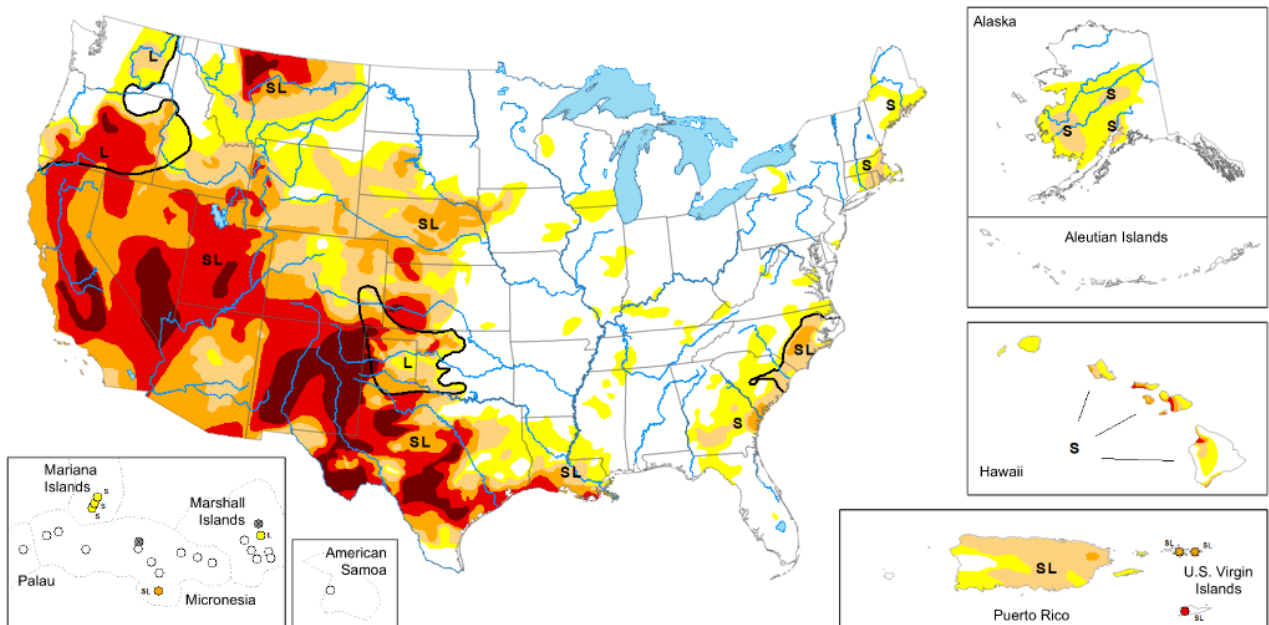 Alaska
L
SL
S
S
S
S
L
S
Aleutian Islands
SL
SL
SL
L
S
SL
SL
S
Hawaii
Mariana
Islands
S
S
S
Marshall
Islands
L
SL
Palau
Micronesia
American
Samoa
SL
SL
SL
U.S. Virgin
Islands
SL
Puerto Rico